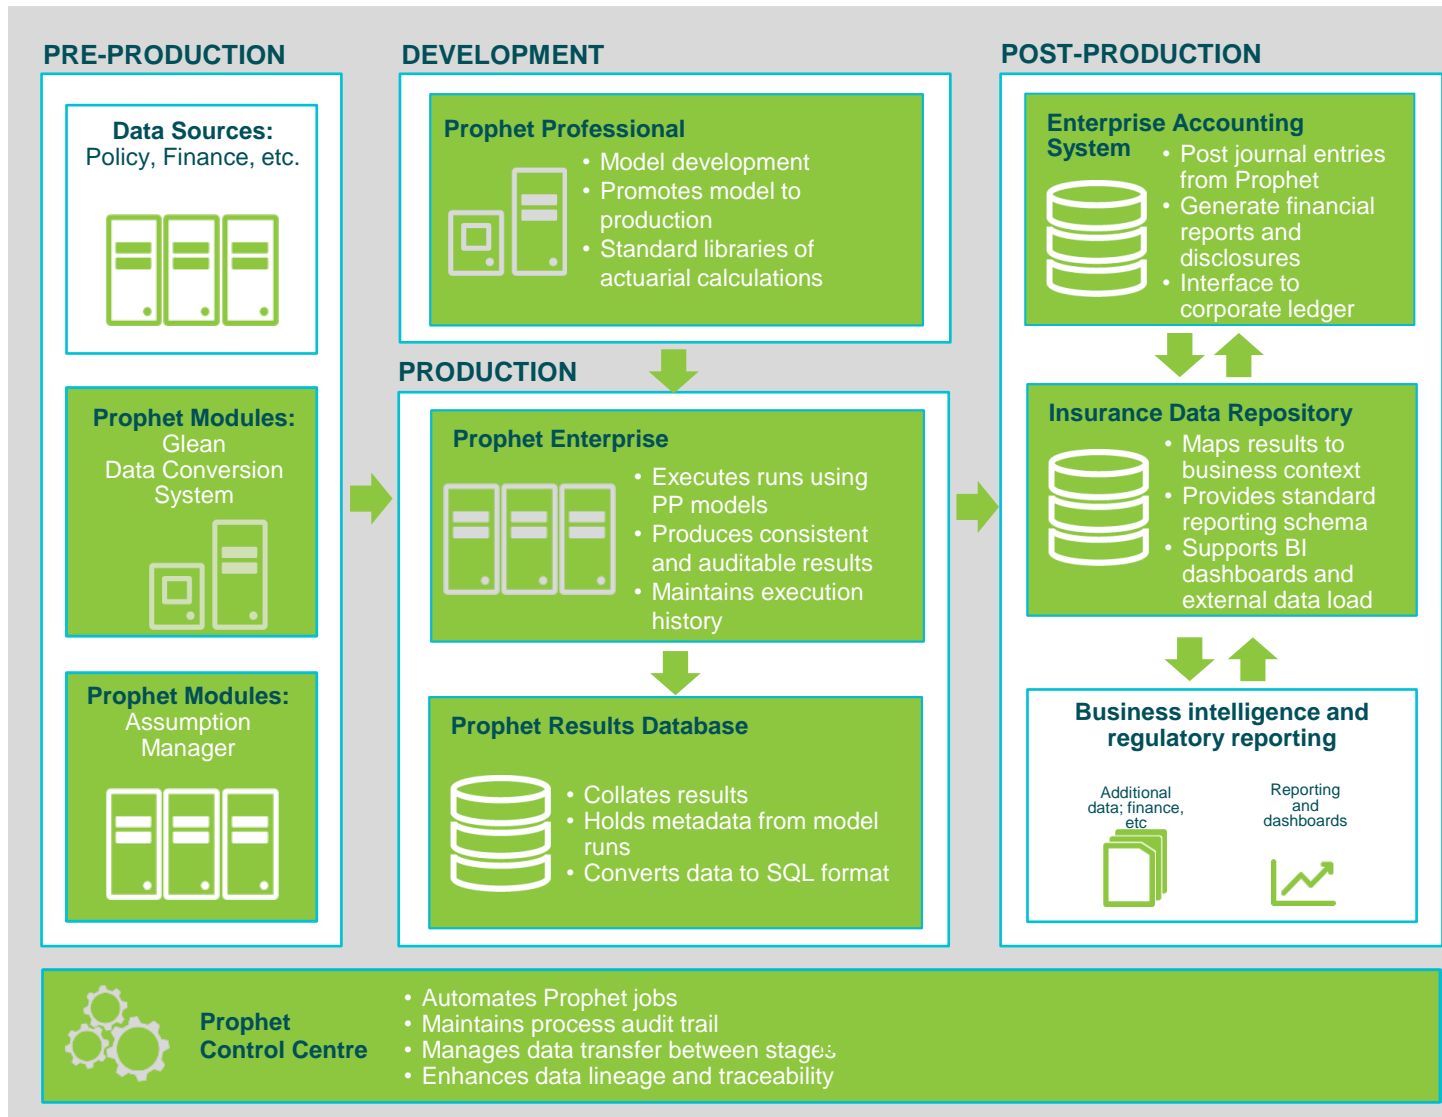 PRE-PRODUCTION
Data Sources:
Policy, Finance, etc.
Prophet Modules:
Glean
Data Conversion
System
Prophet Modules:
Assumption
Manager
DEVELOPMENT
Prophet Professional
• Model development
• Promotes model to
production
• Standard libraries of
actuarial calculations
PRODUCTION
Prophet Enterprise
• Executes runs using
PP models
• Produces consistent
and auditable results
• Maintains execution
history
Prophet Results Database
• Collates results
• Holds metadata from model
runs
• Converts data to SQL format
POST-PRODUCTION
Enterprise Accounting
System
• Post journal entries
from Prophet
• Generate financial
reports and
disclosures
• Interface to
corporate ledger
Insurance Data Repository
• Maps results to
business context
• Provides standard
reporting schema
• Supports BI
dashboards and
external data load
Business intelligence and
regulatory reporting
Additional
data; finance,
etc
Reporting
and
dashboards
Prophet
Control Centre
• Automates Prophet jobs
• Maintains process audit trail
• Manages data transfer between stages
• Enhances data lineage and traceability